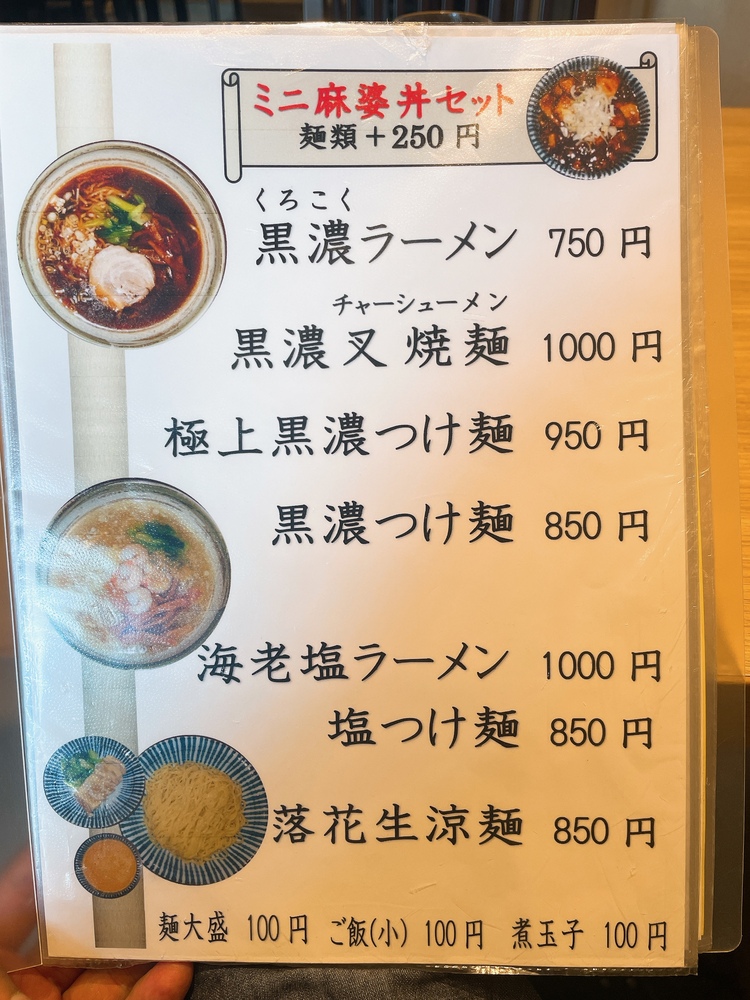 ミニ麻婆丼セット
麺類＋250円
くろこく
黒濃ラーメン 750円
チャーシューメン
黒濃叉焼麺 1000円
極上黒濃つけ麺 950円
黒濃つけ麺 850円
海老塩ラーメン 1000円
塩つけ麺 850円
落花生涼麺 850円
麺大盛 100円 ご飯(小) 100円 煮玉子 100円